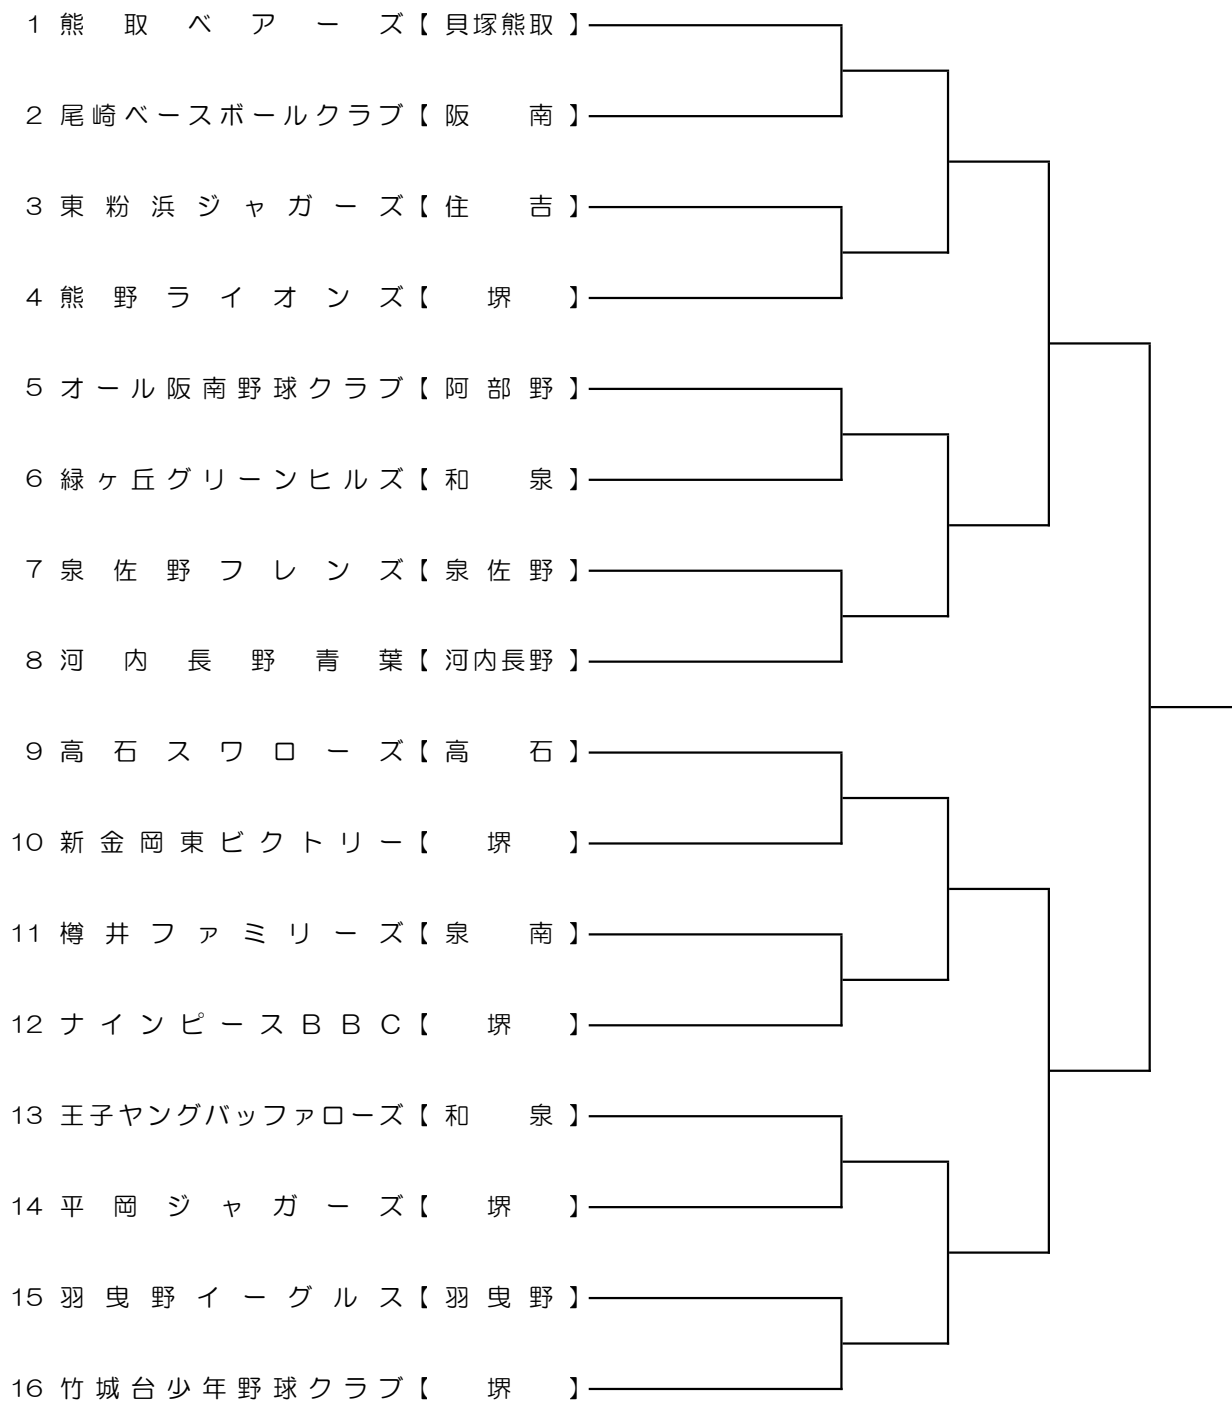 1 熊取ベアーズ【貝塚熊取】
2 尾崎ベースボールクラブ【阪南】
3 東粉浜ジャガーズ【住吉】
4 熊野ライオンズ【堺】
5 オール阪南野球クラブ【阿部野】
6 緑ヶ丘グリーンヒルズ【和泉】
7 泉佐野フレンズ【泉佐野】
8 河内長野青葉【河内長野】
9 高石スワローズ【高石】
10 新金岡東ビクトリー【堺】
11 樽井ファミリーズ【泉南】
12 ナインピースBBC【堺】
13 王子ヤングバッファローズ【和泉】
14 平岡ジャガーズ【堺】
15 羽曳野イーグルス【羽曳野】
16 竹城台少年野球クラブ【堺】